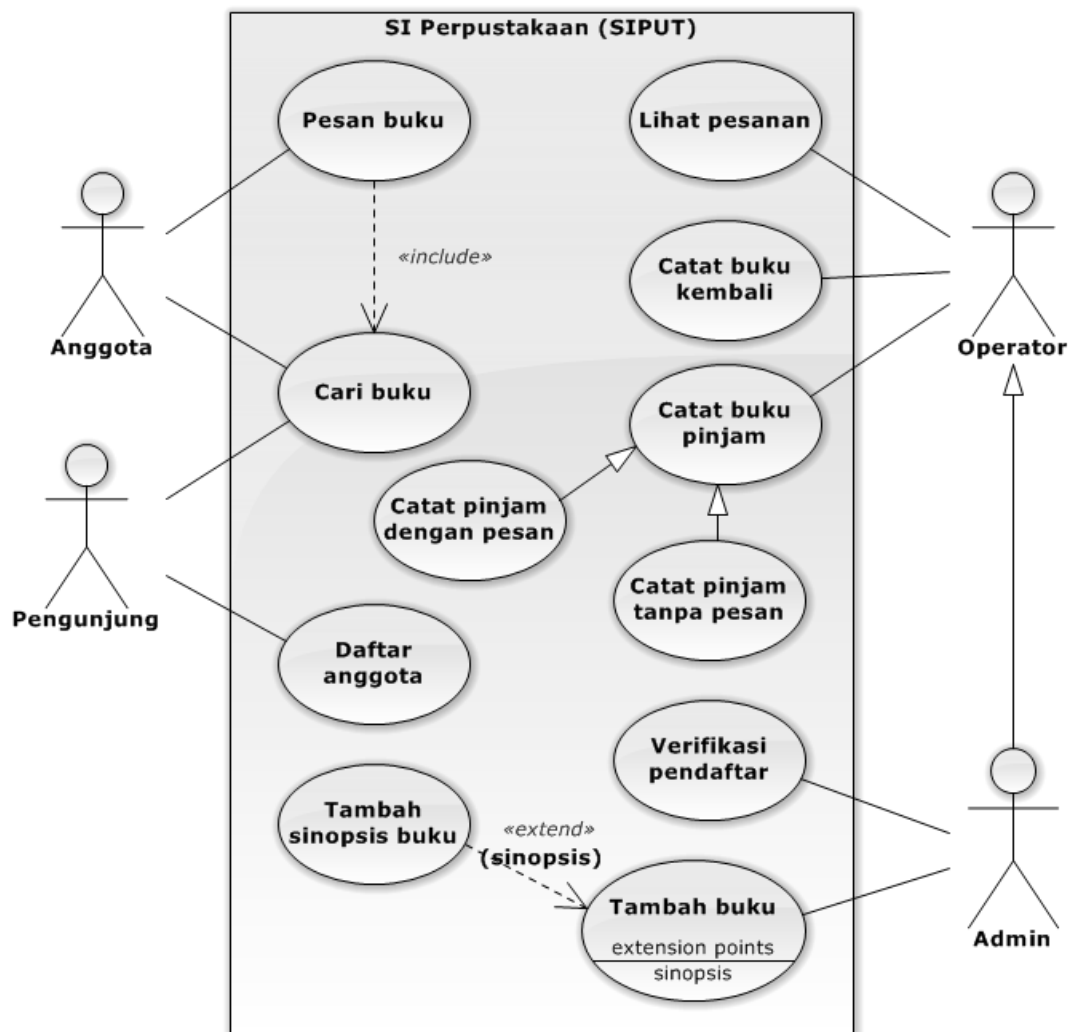 SI Perpustakaan (SIPUT)
Pesan buku
Lihat pesanan
«include»
Catat buku
kembali
Anggota
Operator
Cari buku
Catat buku
pinjam
Catat pinjam
dengan pesan
Catat pinjam
tanpa pesan
Pengunjung
Daftar
anggota
Verifikasi
pendaftar
Tambah
sinopsis buku
«extend»
(sinopsis)
Tambah buku
extension points
sinopsis
Admin